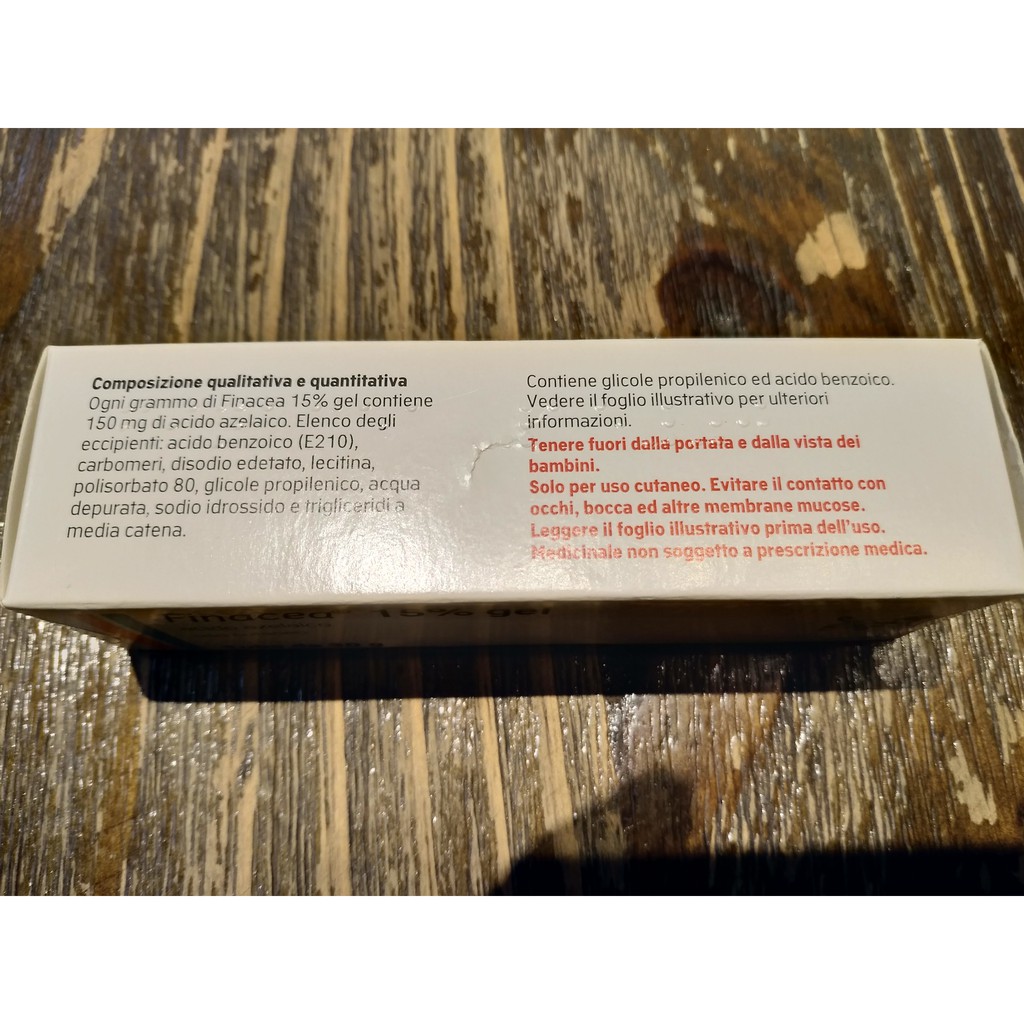 Composizione qualitativa e quantitativa
Ogni grammo di Finacea 15% gel contiene
150 mg di acido azelaico. Elenco degli
eccipienti: acido benzoico (E210),
carbomeri, disodio edetato, lecitina,
polisorbato 80, glicole propilenico, acqua
depurata, sodio idrossido e trigliceridi a
media catena.
Contiene glicole propilenico ed acido benzoico.
Vedere il foglio illustrativo per ulteriori
informazioni.
Tenere fuori dalla portata e dalla vista dei
bambini.
Solo per uso cutaneo. Evitare il contatto con
occhi, bocca ed altre membrane mucose.
Leggere il foglio illustrativo prima dell'uso.
Medicinale non soggetto a prescrizione medica.
Finacea 15% gel